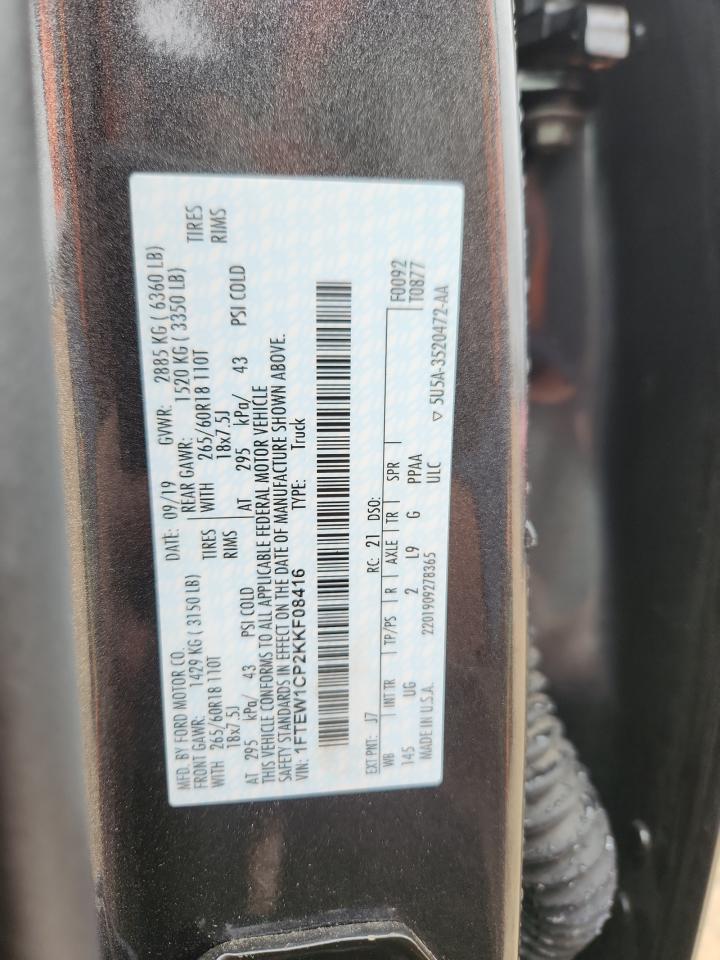 MFD. BY FORD MOTOR CO. DATE: 09/19 GVWR: 2885 KG ( 6360 LB)
FRONT GAWR: 1429 KG ( 3150 LB) REAR GAWR: 1520 KG ( 3350 LB)
WITH 265/60R18 110T TIRES WITH 265/60R18 110T TIRES
18x7.5J RIMS 18x7.5J RIMS
AT 295 kPa/ 43 PSI COLD AT 295 kPa/ 43 PSI COLD
THIS VEHICLE CONFORMS TO ALL APPLICABLE FEDERAL MOTOR VEHICLE
SAFETY STANDARDS IN EFFECT ON THE DATE OF MANUFACTURE SHOWN ABOVE.
VIN: 1FTEW1CP2KKF08416 TYPE: Truck
EXT PNT: J7 RC: 21 DSO: F0092
WB INT TR TP/PS R AXLE TR SPR T0877
145 UG 2 L9 G PPAA
MADE IN U.S.A. 2201909278365 ULC ▽ 5U5A-3520472-AA